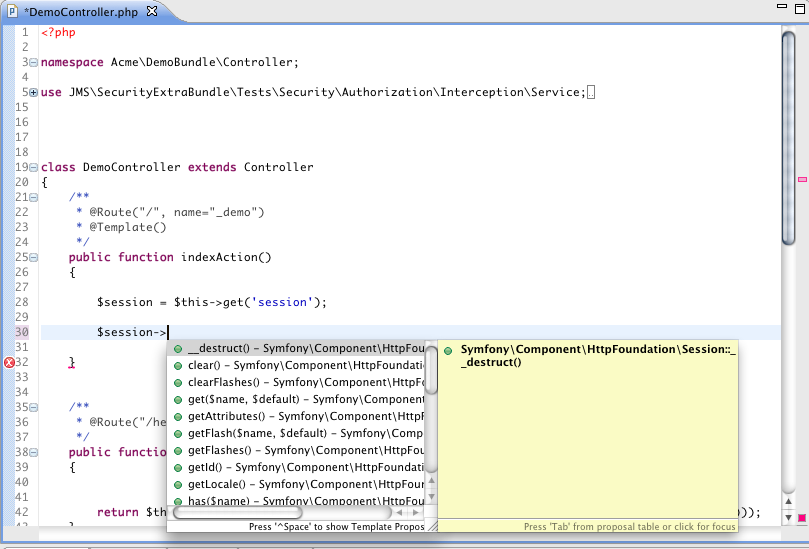 *DemoController.php
1 <?php
2
3 namespace Acme\DemoBundle\Controller;
4
5 use JMS\SecurityExtraBundle\Tests\Security\Authorization\Interception\Service;
15
16
17
18
19 class DemoController extends Controller
20 {
21 /**
22 * @Route("/", name="_demo")
23 * @Template()
24 */
25 public function indexAction()
26 {
27
28 $session = $this->get('session');
29
30 $session->
31
32 }
33
34
35 /**
36 * @Route("/he
37 */
38 public functio
39 {
40
41
42 return $th ));
43 }
__destruct() – Symfony\Component\HttpFou
clear() – Symfony\Component\HttpFoundati
clearFlashes() – Symfony\Component\HttpF
get($name, $default) – Symfony\Component
getAttributes() – Symfony\Component\HttpF
getFlash($name, $default) – Symfony\Comp
getFlashes() – Symfony\Component\HttpFou
getId() – Symfony\Component\HttpFoundati
getLocale() – Symfony\Component\HttpFoun
has($name) – Symfony\Component\HttpFou
Press '^Space' to show Template Propos
Symfony\Component\HttpFoundation\Session::_
_destruct()
Press 'Tab' from proposal table or click for focus